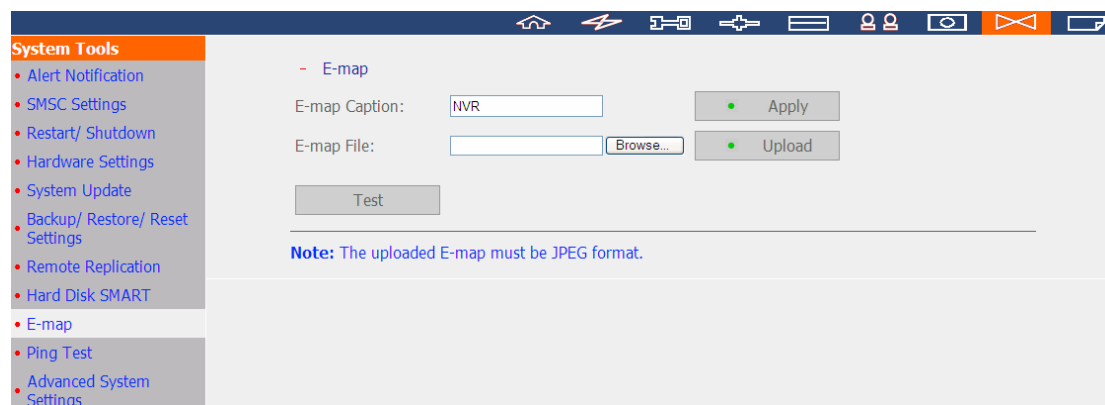 System Tools
Alert Notification
SMSC Settings
Restart/ Shutdown
Hardware Settings
System Update
Backup/ Restore/ Reset
Settings
Remote Replication
Hard Disk SMART
E-map
Ping Test
Advanced System
Settings
– E-map
E-map Caption: NVR Apply
E-map File: Browse... Upload
Test
Note: The uploaded E-map must be JPEG format.